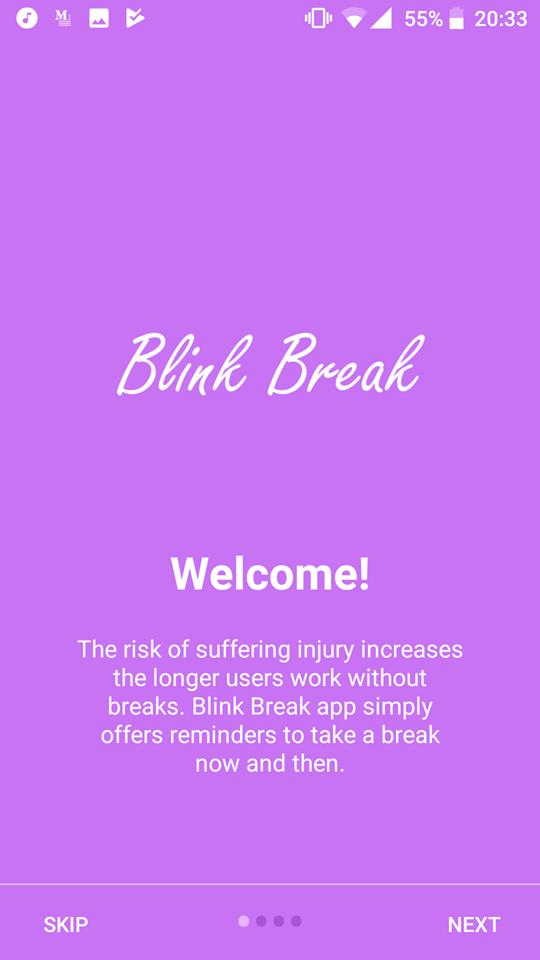 55% 20:33
Blink Break
Welcome!
The risk of suffering injury increases
the longer users work without
breaks. Blink Break app simply
offers reminders to take a break
now and then.
SKIP NEXT